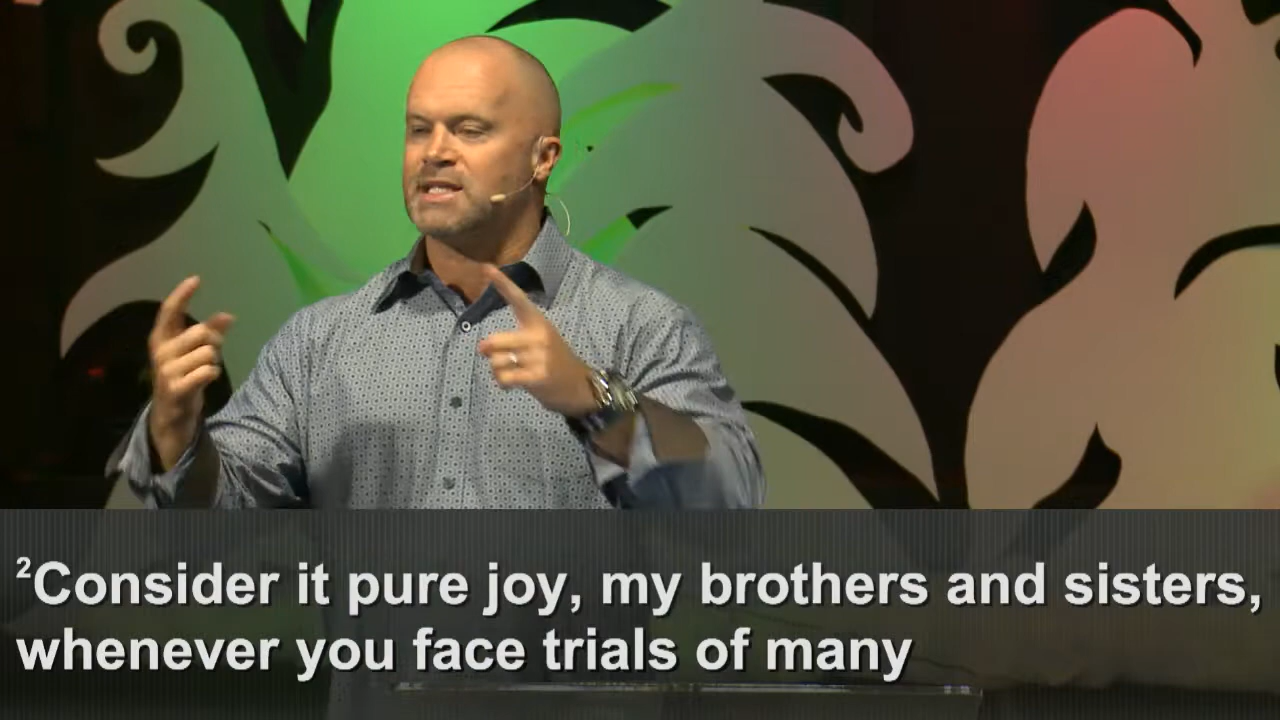 ²Consider it pure joy, my brothers and sisters,
whenever you face trials of many